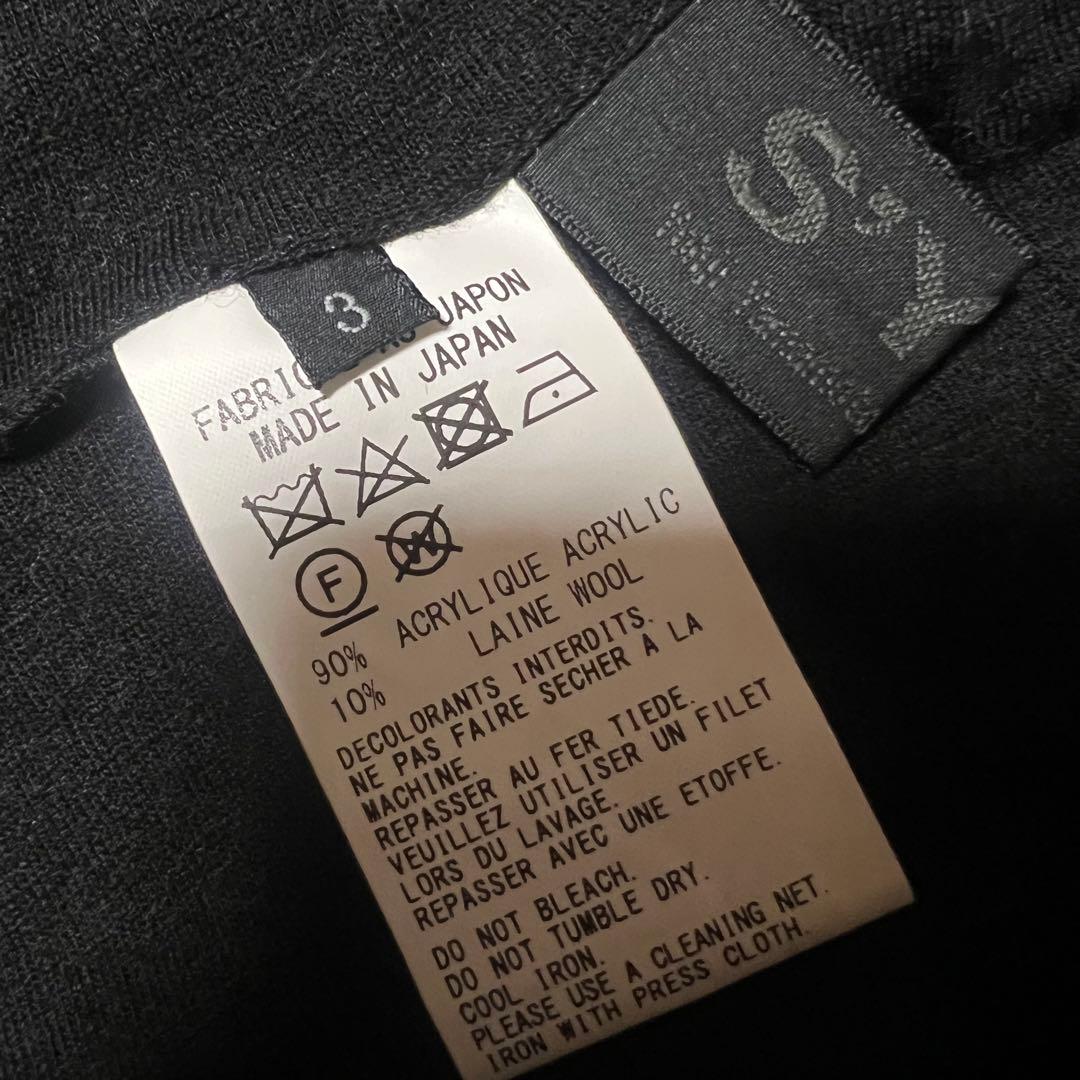 S'Y
3
JAPON
MADE IN JAPAN
F
W
90% ACRYLIQUE ACRYLIC
10% LAINE WOOL
DECOLORANTS INTERDITS.
NE PAS FAIRE SECHER A LA
MACHINE.
REPASSER AU FER TIEDE.
VEUILLEZ UTILISER UN FILET
LORS DU LAVAGE.
REPASSER AVEC UNE ETOFFE.
DO NOT BLEACH.
DO NOT TUMBLE DRY.
COOL IRON.
PLEASE USE A CLEANING NET.
IRON WITH PRESS CLOTH.